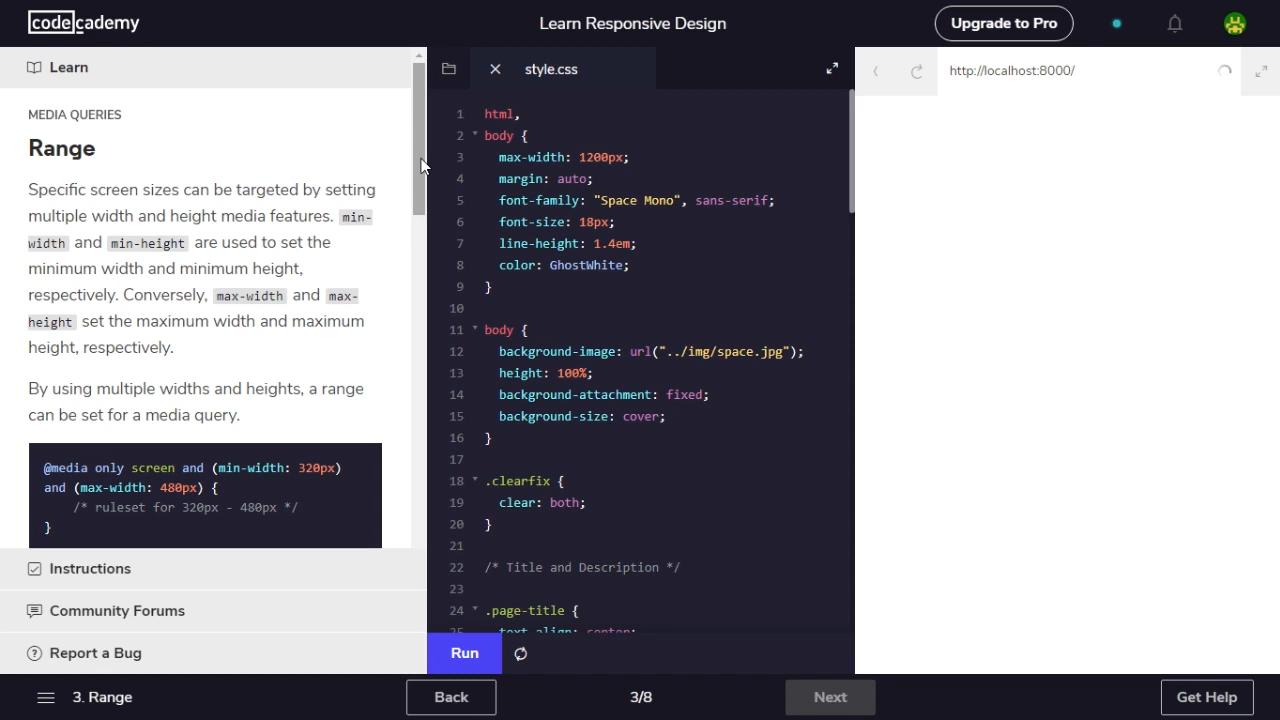 codecademy
Learn Responsive Design
Upgrade to Pro
Learn
MEDIA QUERIES
Range
Specific screen sizes can be targeted by setting
multiple width and height media features. min-
width and min-height are used to set the
minimum width and minimum height,
respectively. Conversely, max-width and max-
height set the maximum width and maximum
height, respectively.
By using multiple widths and heights, a range
can be set for a media query.
@media only screen and (min-width: 320px)
and (max-width: 480px) {
/* ruleset for 320px - 480px */
}
Instructions
Community Forums
Report a Bug
style.css
1 html,
2 body {
3 max-width: 1200px;
4 margin: auto;
5 font-family: "Space Mono", sans-serif;
6 font-size: 18px;
7 line-height: 1.4em;
8 color: GhostWhite;
9 }
10
11 body {
12 background-image: url("../img/space.jpg");
13 height: 100%;
14 background-attachment: fixed;
15 background-size: cover;
16 }
17
18 .clearfix {
19 clear: both;
20 }
21
22 /* Title and Description */
23
24 .page-title {
25 text-align: center;
Run
http://localhost:8000/
3. Range
Back
3/8
Next
Get Help